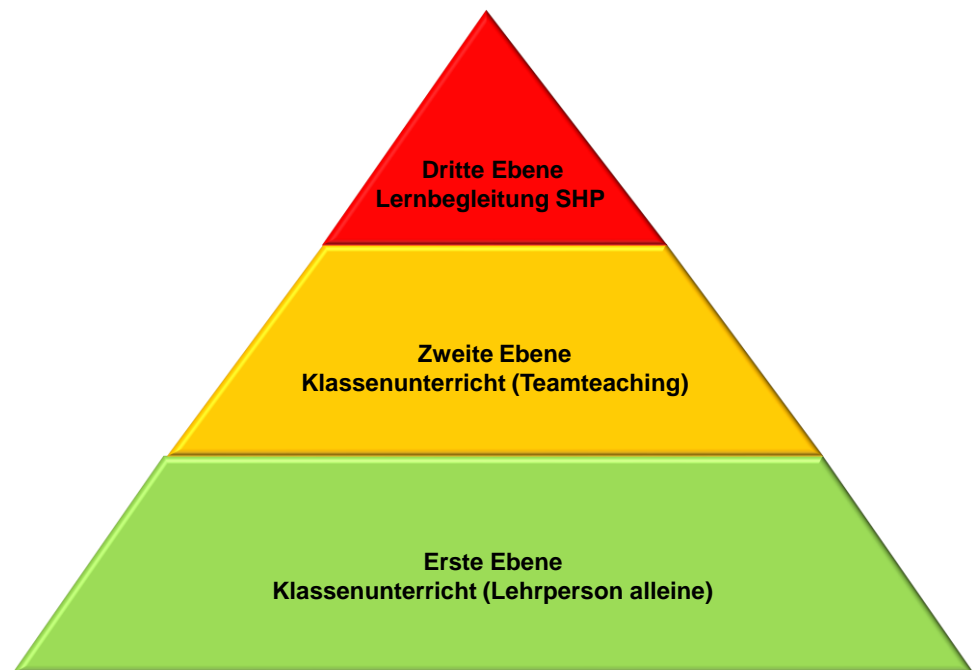 Dritte Ebene
Lernbegleitung SHP
Zweite Ebene
Klassenunterricht (Teamteaching)
Erste Ebene
Klassenunterricht (Lehrperson alleine)